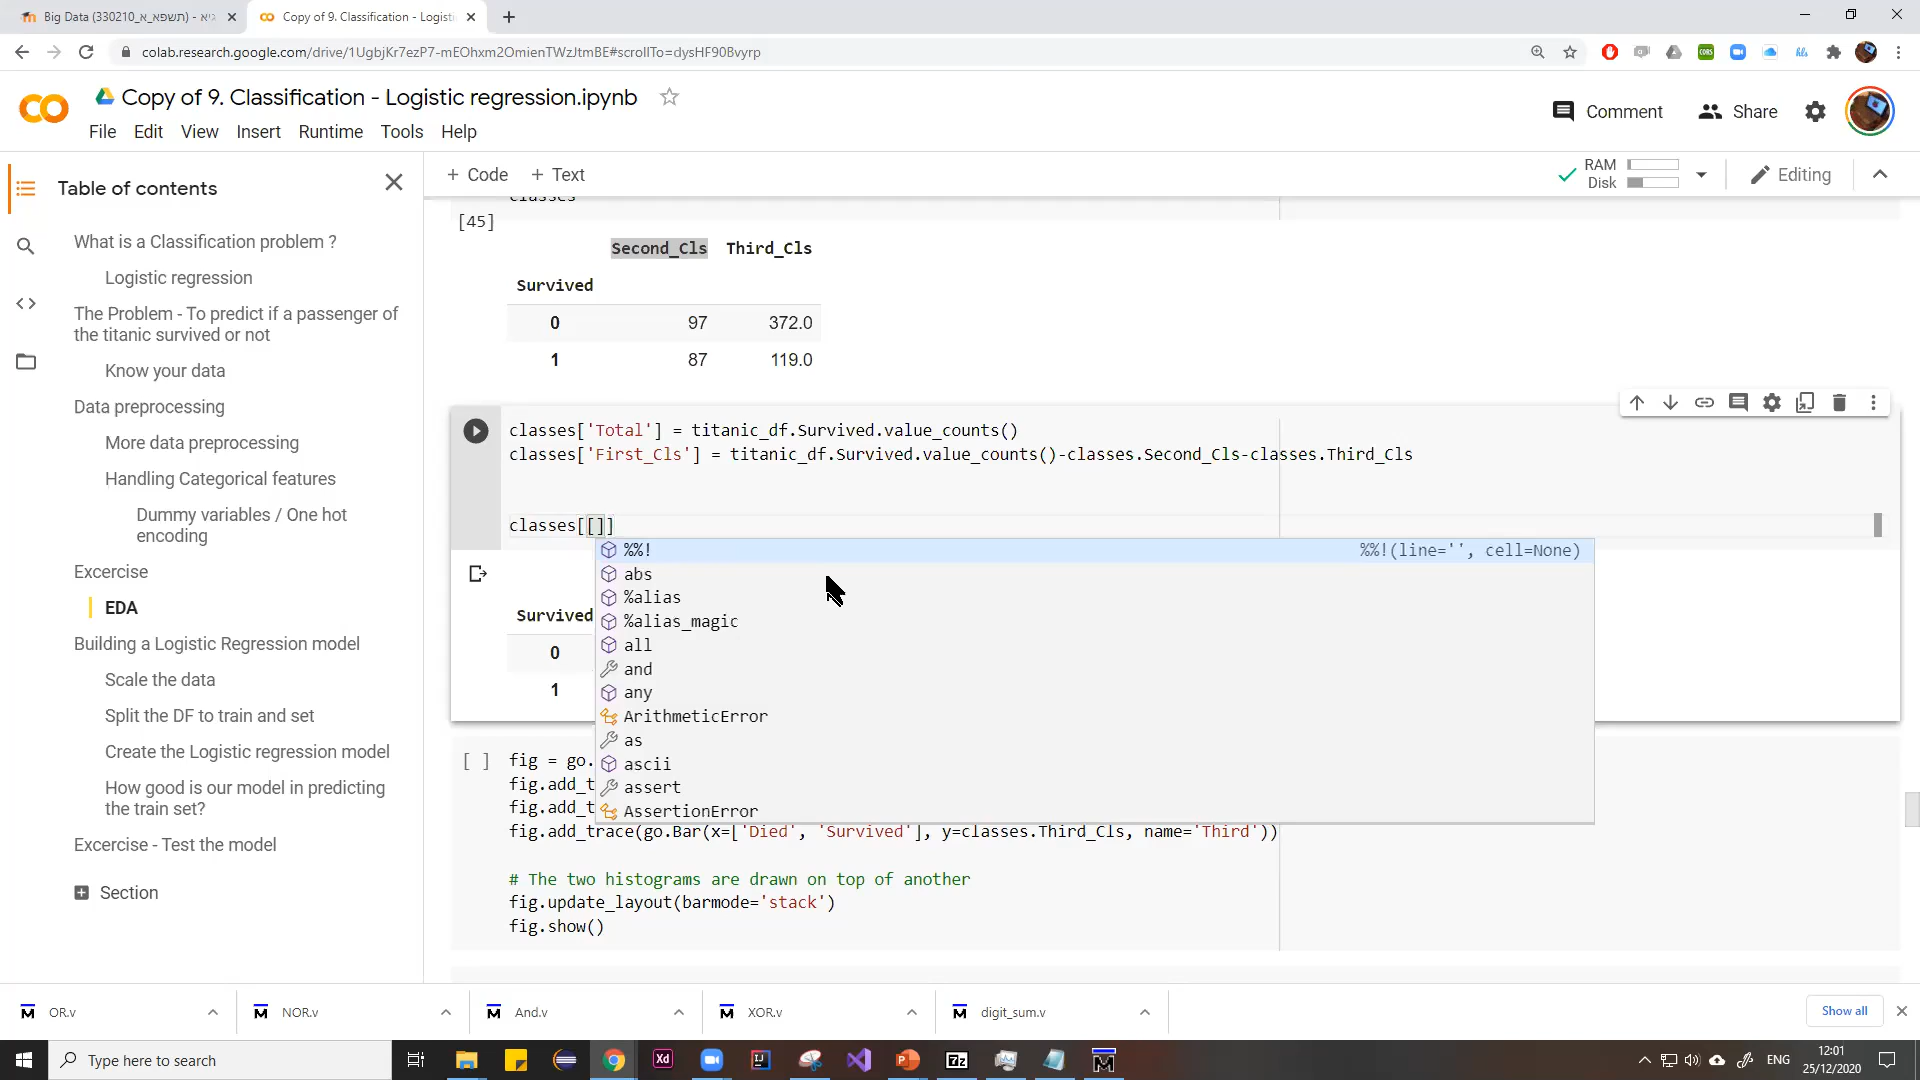 Big Data (330210_תשפא_א) - גיא
Copy of 9. Classification - Logisti
colab.research.google.com/drive/1UgbjKr7ezP7-mEOhxm2OmienTWzJtmBE#scrollTo=dysHF90Bvyrp
Copy of 9. Classification - Logistic regression.ipynb
Comment
Share
File Edit View Insert Runtime Tools Help
Table of contents
+ Code + Text
RAM
Disk
Editing
What is a Classification problem ?
Logistic regression
The Problem - To predict if a passenger of
the titanic survived or not
Know your data
Data preprocessing
More data preprocessing
Handling Categorical features
Dummy variables / One hot
encoding
Excercise
EDA
Building a Logistic Regression model
Scale the data
Split the DF to train and set
Create the Logistic regression model
How good is our model in predicting
the train set?
Excercise - Test the model
Section
classes
[45]
Second_Cls Third_Cls
Survived
0 97 372.0
1 87 119.0
classes['Total'] = titanic_df.Survived.value_counts()
classes['First_Cls'] = titanic_df.Survived.value_counts()-classes.Second_Cls-classes.Third_Cls
classes[[]]
%%! %%!(line='', cell=None)
abs
%alias
%alias_magic
all
and
any
ArithmeticError
as
ascii
assert
AssertionError
Survived
0
1
[ ] fig = go.
fig.add_t
fig.add_t
fig.add_trace(go.Bar(x=['Died', 'Survived'], y=classes.Third_Cls, name='Third'))
# The two histograms are drawn on top of another
fig.update_layout(barmode='stack')
fig.show()
OR.v
NOR.v
And.v
XOR.v
digit_sum.v
Show all
Type here to search
ENG
12:01
25/12/2020